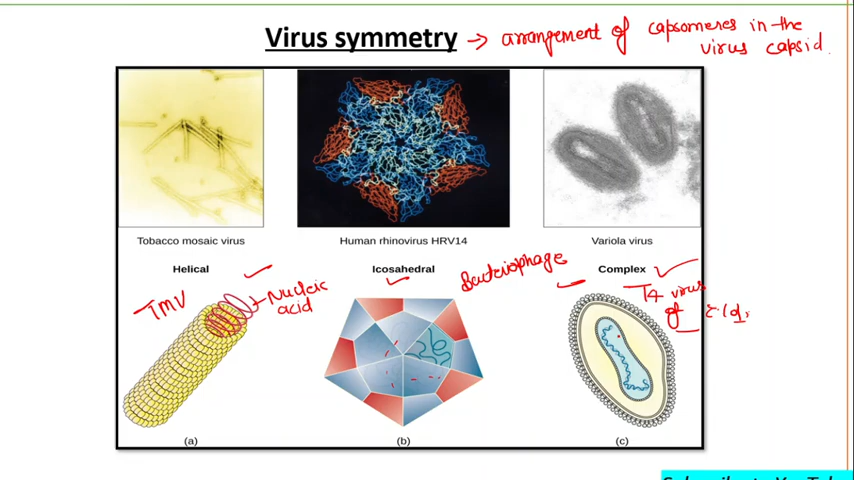 Virus symmetry → arrangement of capsomeres in the
virus capsid.
Tobacco mosaic virus
Human rhinovirus HRV14
Variola virus
Helical
Icosahedral
Complex
Bacteriophage
TMV
Nucleic
acid
T4 virus
of
(a)
(b)
(c)